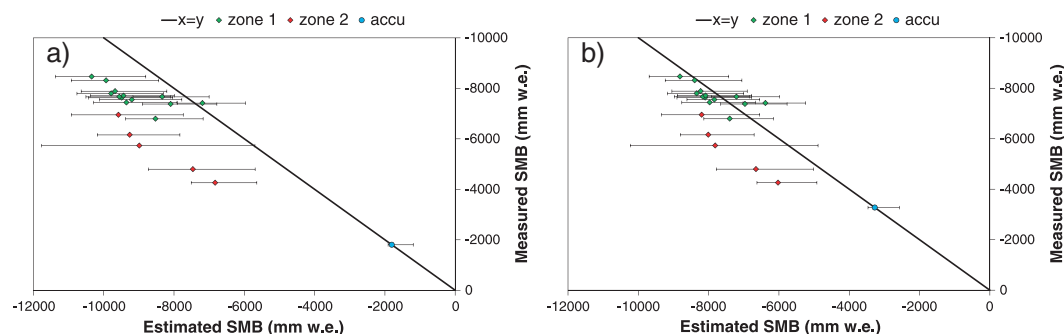 x=y zone 1 zone 2 accu
a)
-10000
-8000
-6000
-4000
-2000
0
Measured SMB (mm w.e.)
-12000 -10000 -8000 -6000 -4000 -2000 0
Estimated SMB (mm w.e.)
x=y zone 1 zone 2 accu
b)
-10000
-8000
-6000
-4000
-2000
0
Measured SMB (mm w.e.)
-12000 -10000 -8000 -6000 -4000 -2000 0
Estimated SMB (mm w.e.)